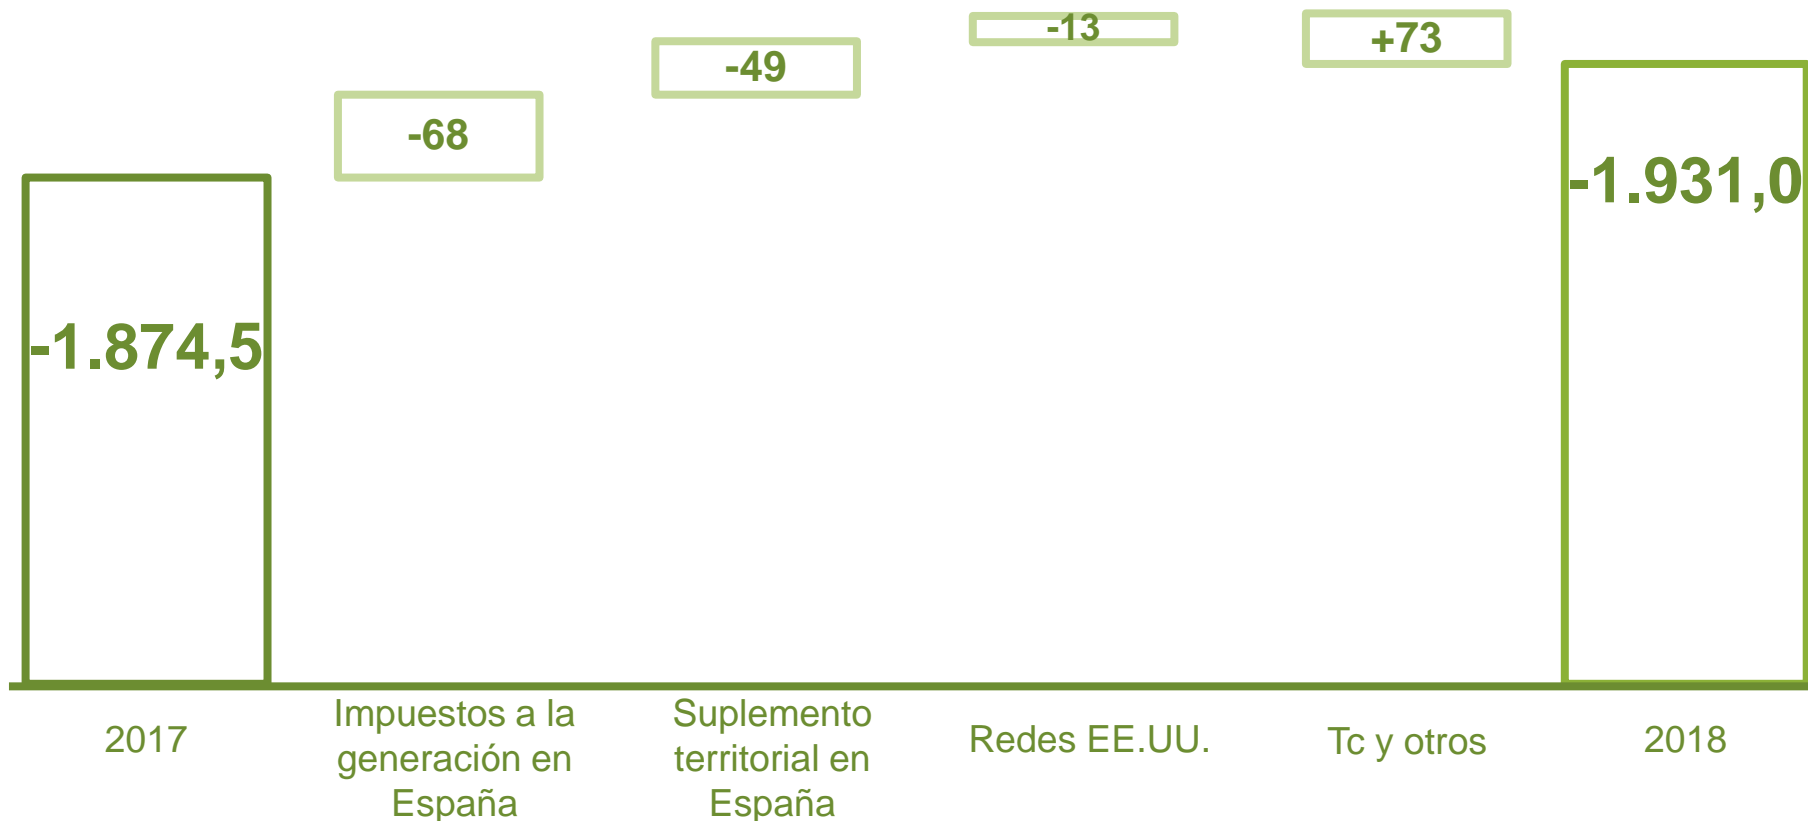 -13
+73
-49
-68
-1.931,0
-1.874,5
2017
Impuestos a la
generación en
España
Suplemento
territorial en
España
Redes EE.UU.
Tc y otros
2018